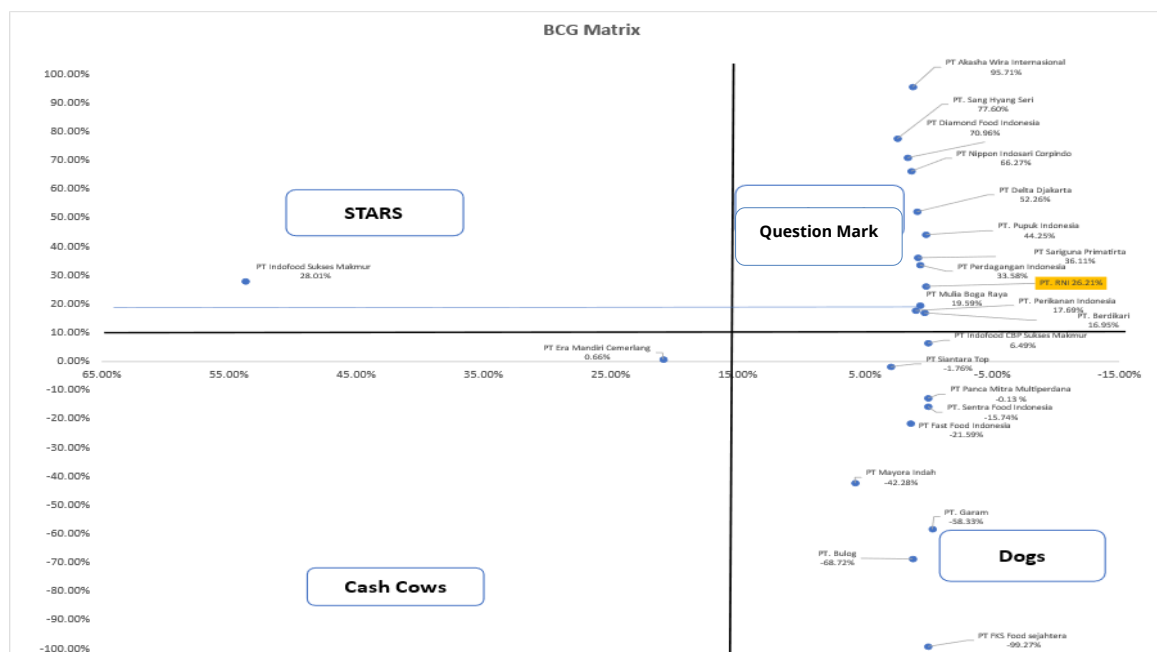 BCG Matrix
100.00%
90.00%
80.00%
70.00%
60.00%
50.00%
40.00%
30.00%
20.00%
10.00%
0.00%
-10.00%
-20.00%
-30.00%
-40.00%
-50.00%
-60.00%
-70.00%
-80.00%
-90.00%
-100.00%
65.00%
55.00%
45.00%
35.00%
25.00%
15.00%
5.00%
-5.00%
-15.00%
STARS
Question Mark
Cash Cows
Dogs
PT Indofood Sukses Makmur
28.01%
PT Era Mandiri Cemerlang
0.66%
PT Akasha Wira Internasional
95.71%
PT. Sang Hyang Seri
77.60%
PT Diamond Food Indonesia
70.96%
PT Nippon Indosari Corpindo
66.27%
PT Delta Djakarta
52.26%
PT. Pupuk Indonesia
44.25%
PT Sariguna Primatirta
36.11%
PT Perdagangan Indonesia
33.58%
PT. RNI 26.21%
PT Mulia Boga Raya
19.59%
PT. Perikanan Indonesia
17.69%
PT. Berdikari
16.95%
PT Indofood CBP Sukses Makmur
6.49%
PT Siantara Top
-1.76%
PT Panca Mitra Multiperdana
-0.13 %
PT. Sentra Food Indonesia
-15.74%
PT Fast Food Indonesia
-21.59%
PT Mayora Indah
-42.28%
PT. Garam
-58.33%
PT. Bulog
-68.72%
PT FKS Food sejahtera
-99.27%